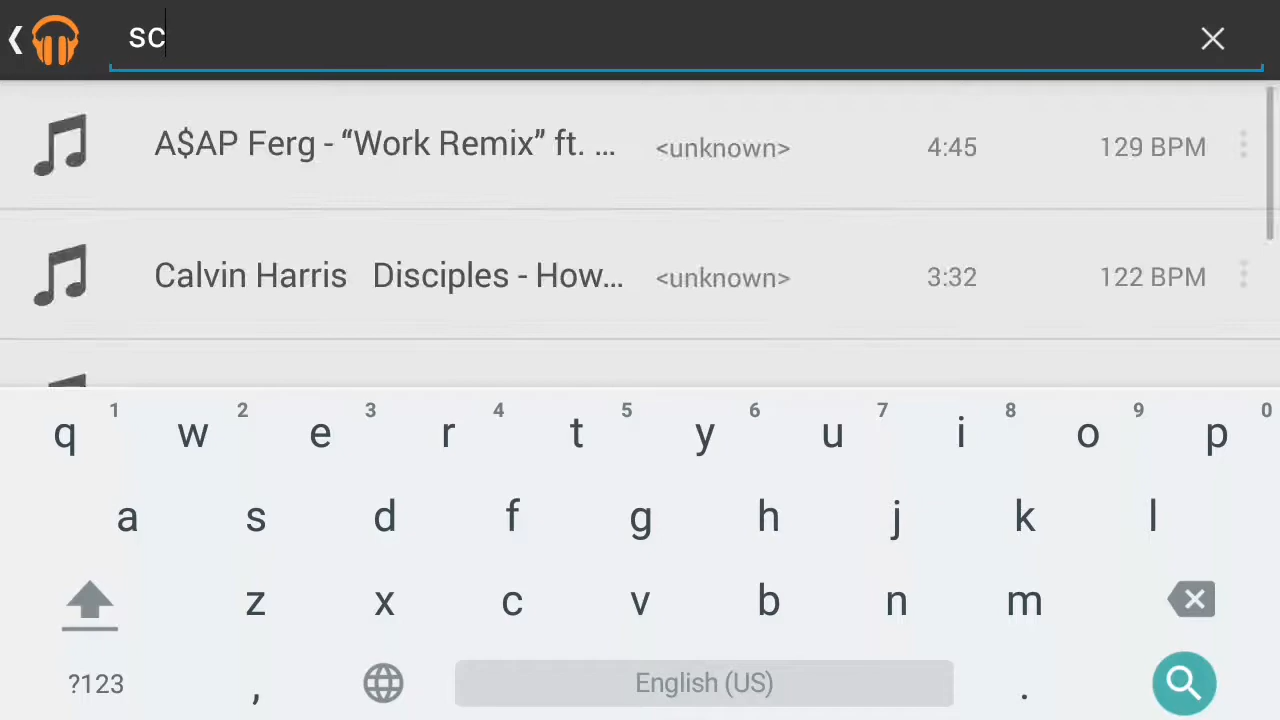 sc
A$AP Ferg - “Work Remix” ft. ... <unknown> 4:45 129 BPM
Calvin Harris   Disciples - How... <unknown> 3:32 122 BPM
1 2 3 4 5 6 7 8 9 0
q w e r t y u i o p
a s d f g h j k l
z x c v b n m
?123 , English (US) .